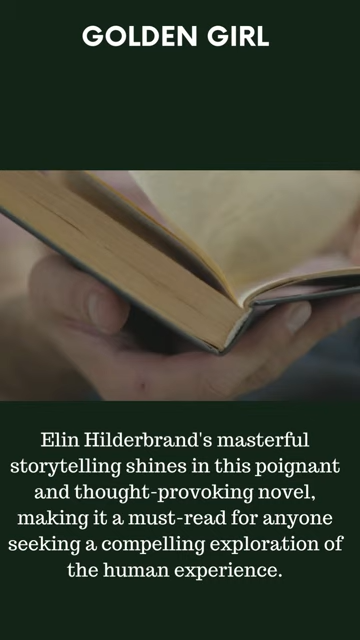 GOLDEN GIRL
Elin Hilderbrand's masterful
storytelling shines in this poignant
and thought-provoking novel,
making it a must-read for anyone
seeking a compelling exploration of
the human experience.